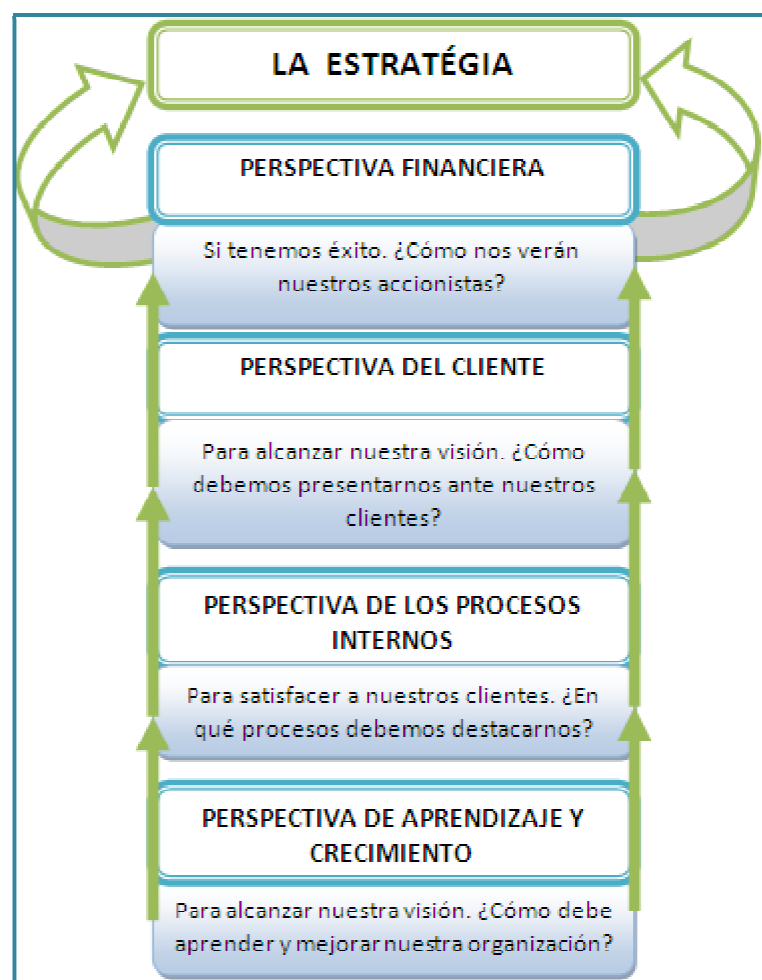 LA ESTRATÉGIA
PERSPECTIVA FINANCIERA
Si tenemos éxito. ¿Cómo nos verán
nuestros accionistas?
PERSPECTIVA DEL CLIENTE
Para alcanzar nuestra visión. ¿Cómo
debemos presentarnos ante nuestros
clientes?
PERSPECTIVA DE LOS PROCESOS
INTERNOS
Para satisfacer a nuestros clientes. ¿En
qué procesos debemos destacarnos?
PERSPECTIVA DE APRENDIZAJE Y
CRECIMIENTO
Para alcanzar nuestra visión. ¿Cómo debe
aprender y mejorar nuestra organización?